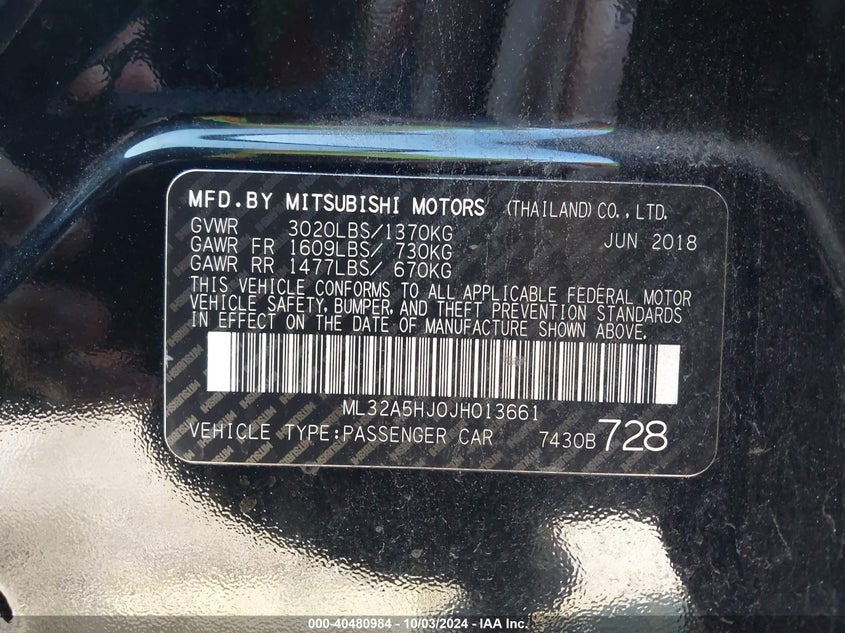 MFD.BY MITSUBISHI MOTORS (THAILAND) CO.,LTD.
GVWR 3020LBS/1370KG JUN 2018
GAWR FR 1609LBS/ 730KG
GAWR RR 1477LBS/ 670KG
THIS VEHICLE CONFORMS TO ALL APPLICABLE FEDERAL MOTOR
VEHICLE SAFETY, BUMPER, AND THEFT PREVENTION STANDARDS
IN EFFECT ON THE DATE OF MANUFACTURE SHOWN ABOVE.
ML32A5HJ0JH013661
VEHICLE TYPE:PASSENGER CAR 7430B 728
000-40480984 - 10/03/2024 - IAA Inc.